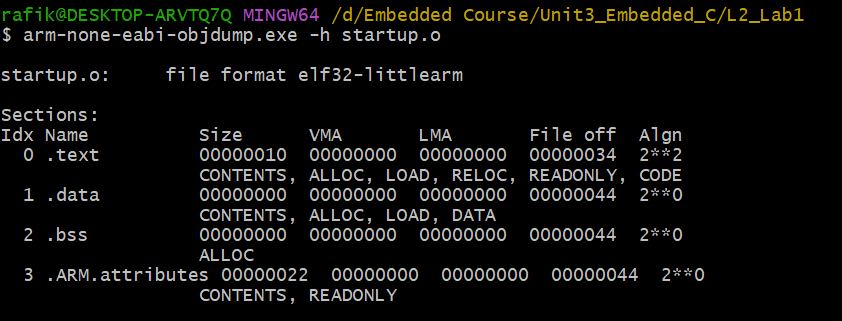 rafik@DESKTOP-ARVTQ7Q MINGW64 /d/Embedded Course/Unit3_Embedded_C/L2_Lab1
$ arm-none-eabi-objdump.exe -h startup.o
startup.o:     file format elf32-littlearm
Sections:
Idx Name          Size      VMA       LMA       File off  Algn
  0 .text         00000010  00000000  00000000  00000034  2**2
                  CONTENTS, ALLOC, LOAD, RELOC, READONLY, CODE
  1 .data         00000000  00000000  00000000  00000044  2**0
                  CONTENTS, ALLOC, LOAD, DATA
  2 .bss          00000000  00000000  00000000  00000044  2**0
                  ALLOC
  3 .ARM.attributes 00000022  00000000  00000000  00000044  2**0
                  CONTENTS, READONLY